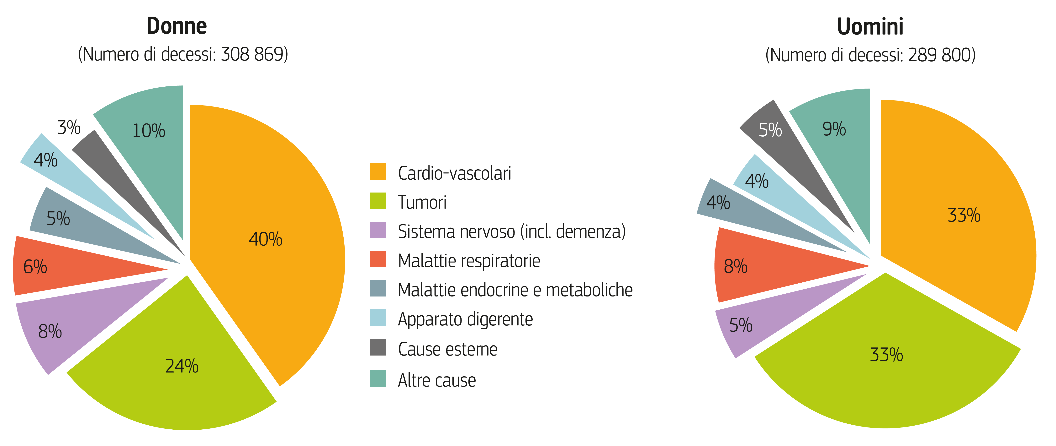 Donne
(Numero di decessi: 308 869)
40%
24%
8%
6%
5%
4%
3%
10%
Cardio-vascolari
Tumori
Sistema nervoso (incl. demenza)
Malattie respiratorie
Malattie endocrine e metaboliche
Apparato digerente
Cause esterne
Altre cause
Uomini
(Numero di decessi: 289 800)
33%
33%
5%
8%
4%
4%
5%
9%